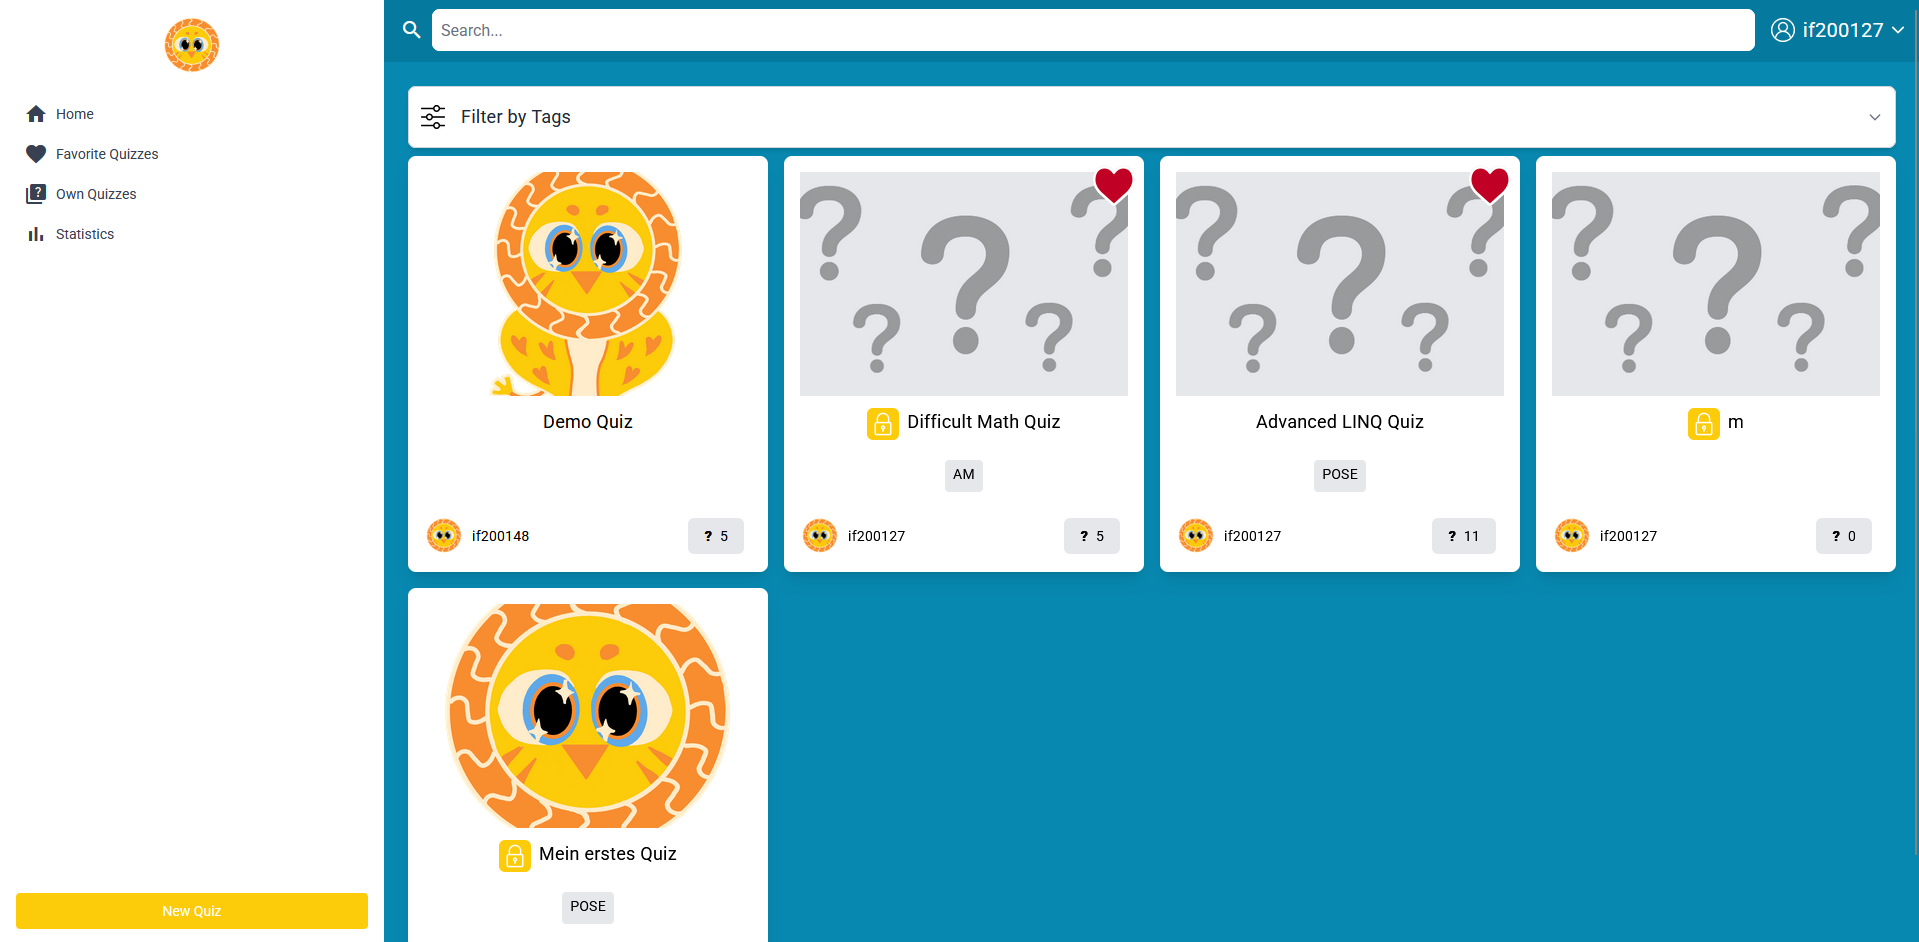 Search...
if200127
Home
Favorite Quizzes
Own Quizzes
Statistics
New Quiz
Filter by Tags
Demo Quiz
if200148
? 5
Difficult Math Quiz
AM
if200127
? 5
Advanced LINQ Quiz
POSE
if200127
? 11
m
if200127
? 0
Mein erstes Quiz
POSE